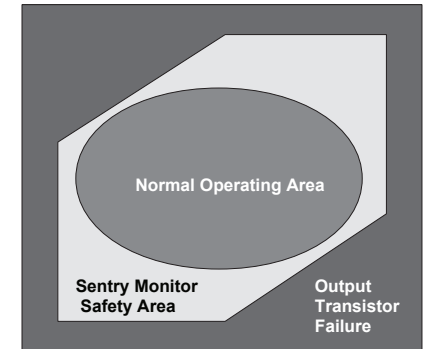 Normal Operating Area
Sentry Monitor
Safety Area
Output
Transistor
Failure